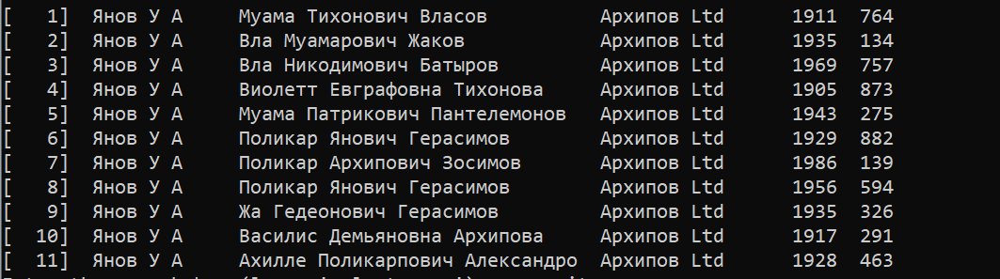 [   1]  Янов У А     Муама Тихонович Власов          Архипов Ltd      1911  764
[   2]  Янов У А     Вла Муамарович Жаков            Архипов Ltd      1935  134
[   3]  Янов У А     Вла Никодимович Батыров         Архипов Ltd      1969  757
[   4]  Янов У А     Виолетт Евграфовна Тихонова     Архипов Ltd      1905  873
[   5]  Янов У А     Муама Патрикович Пантелемонов   Архипов Ltd      1943  275
[   6]  Янов У А     Поликар Янович Герасимов        Архипов Ltd      1929  882
[   7]  Янов У А     Поликар Архипович Зосимов       Архипов Ltd      1986  139
[   8]  Янов У А     Поликар Янович Герасимов        Архипов Ltd      1956  594
[   9]  Янов У А     Жа Гедеонович Герасимов         Архипов Ltd      1935  326
[  10]  Янов У А     Василис Демьяновна Архипова     Архипов Ltd      1917  291
[  11]  Янов У А     Ахилле Поликарпович Александро  Архипов Ltd      1928  463